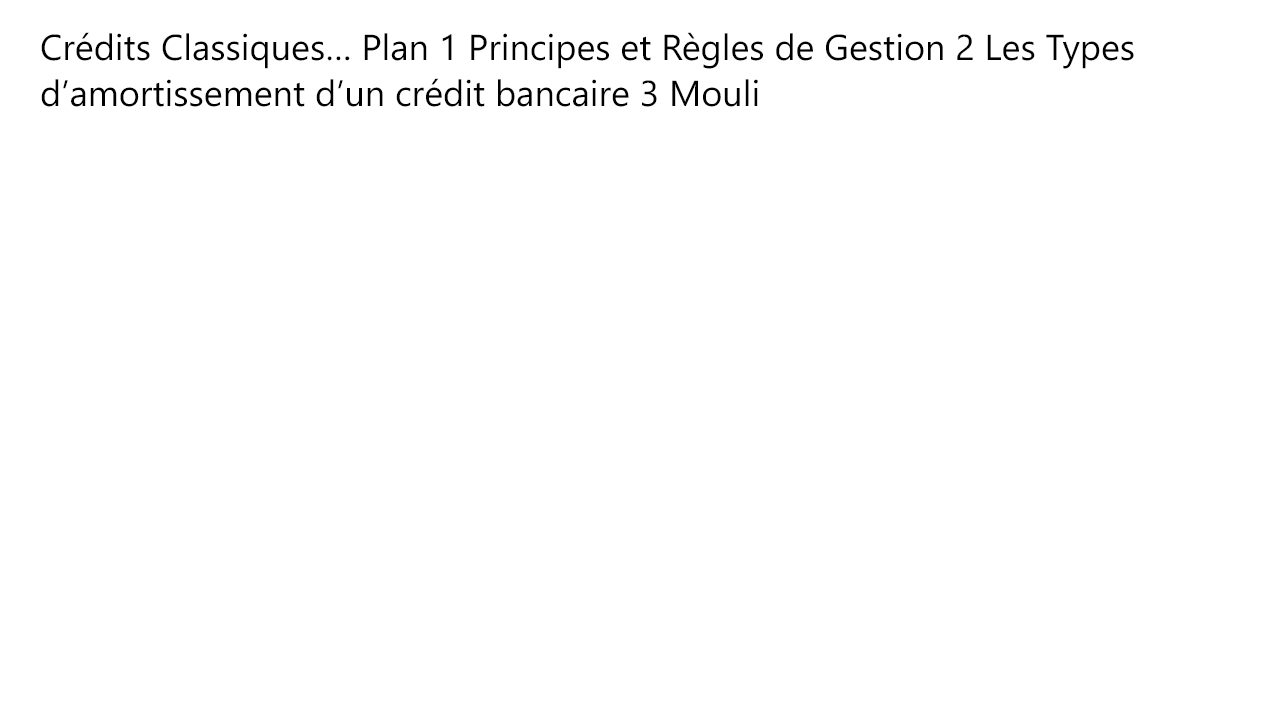 Crédits Classiques… Plan 1 Principes et Règles de Gestion 2 Les Types
d’amortissement d’un crédit bancaire 3 Mouli